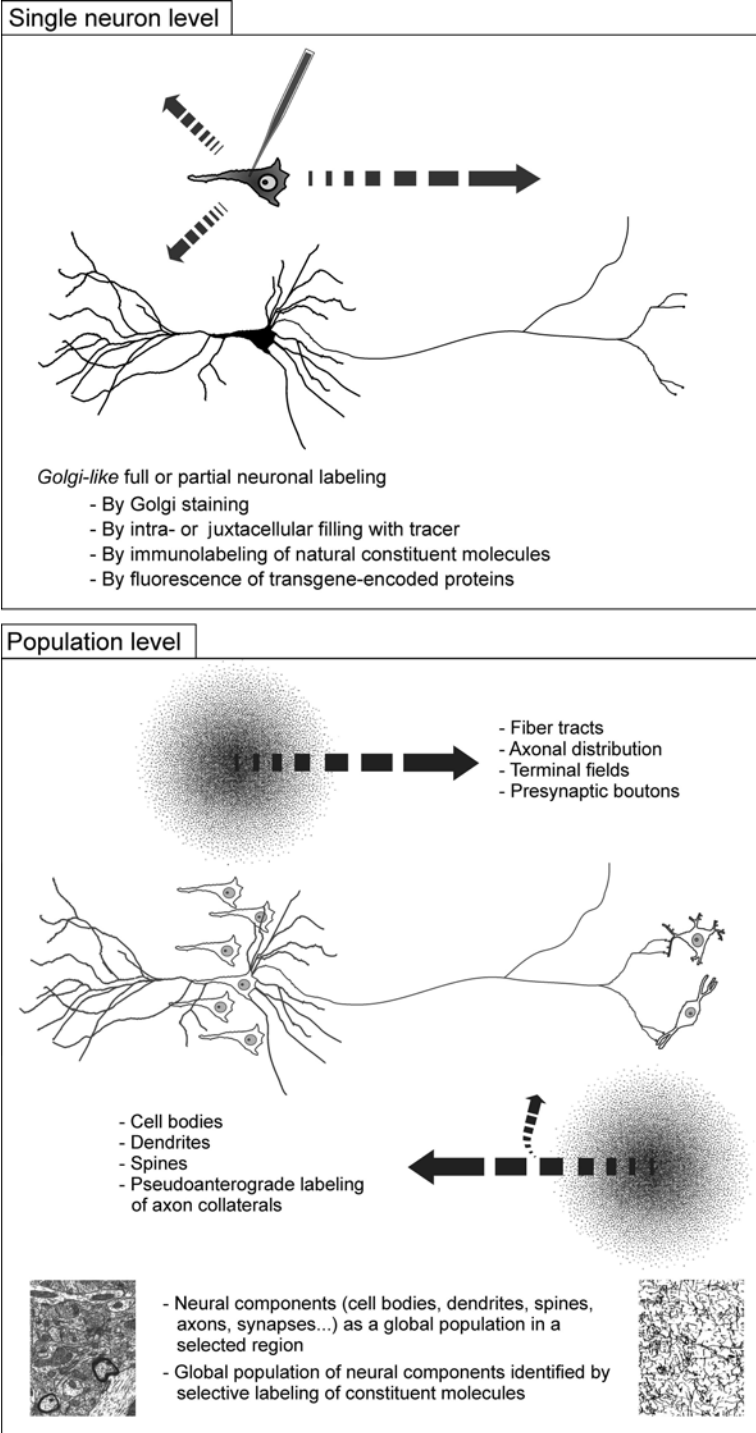 Single neuron level
Golgi-like full or partial neuronal labeling
- By Golgi staining
- By intra- or juxtacellular filling with tracer
- By immunolabeling of natural constituent molecules
- By fluorescence of transgene-encoded proteins
Population level
- Fiber tracts
- Axonal distribution
- Terminal fields
- Presynaptic boutons
- Cell bodies
- Dendrites
- Spines
- Pseudoanterograde labeling
of axon collaterals
- Neural components (cell bodies, dendrites, spines,
axons, synapses...) as a global population in a
selected region
- Global population of neural components identified by
selective labeling of constituent molecules